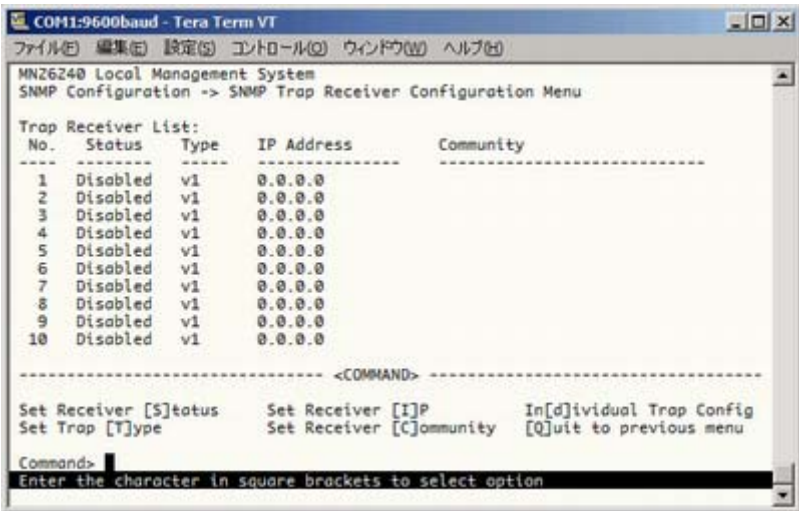 COM1:9600baud - Tera Term VT
ファイル(F) 編集(E) 設定(S) コントロール(O) ウィンドウ(W) ヘルプ(H)
MN26240 Local Management System
SNMP Configuration -> SNMP Trap Receiver Configuration Menu
Trap Receiver List:
No. Status Type IP Address Community
---- -------- ----- --------------- ----------------------------
1 Disabled v1 0.0.0.0
2 Disabled v1 0.0.0.0
3 Disabled v1 0.0.0.0
4 Disabled v1 0.0.0.0
5 Disabled v1 0.0.0.0
6 Disabled v1 0.0.0.0
7 Disabled v1 0.0.0.0
8 Disabled v1 0.0.0.0
9 Disabled v1 0.0.0.0
10 Disabled v1 0.0.0.0
-------------------------------- <COMMAND> -----------------------------------
Set Receiver [S]tatus Set Receiver [I]P In[d]ividual Trap Config
Set Trap [T]ype Set Receiver [C]ommunity [Q]uit to previous menu
Command>
Enter the character in square brackets to select option